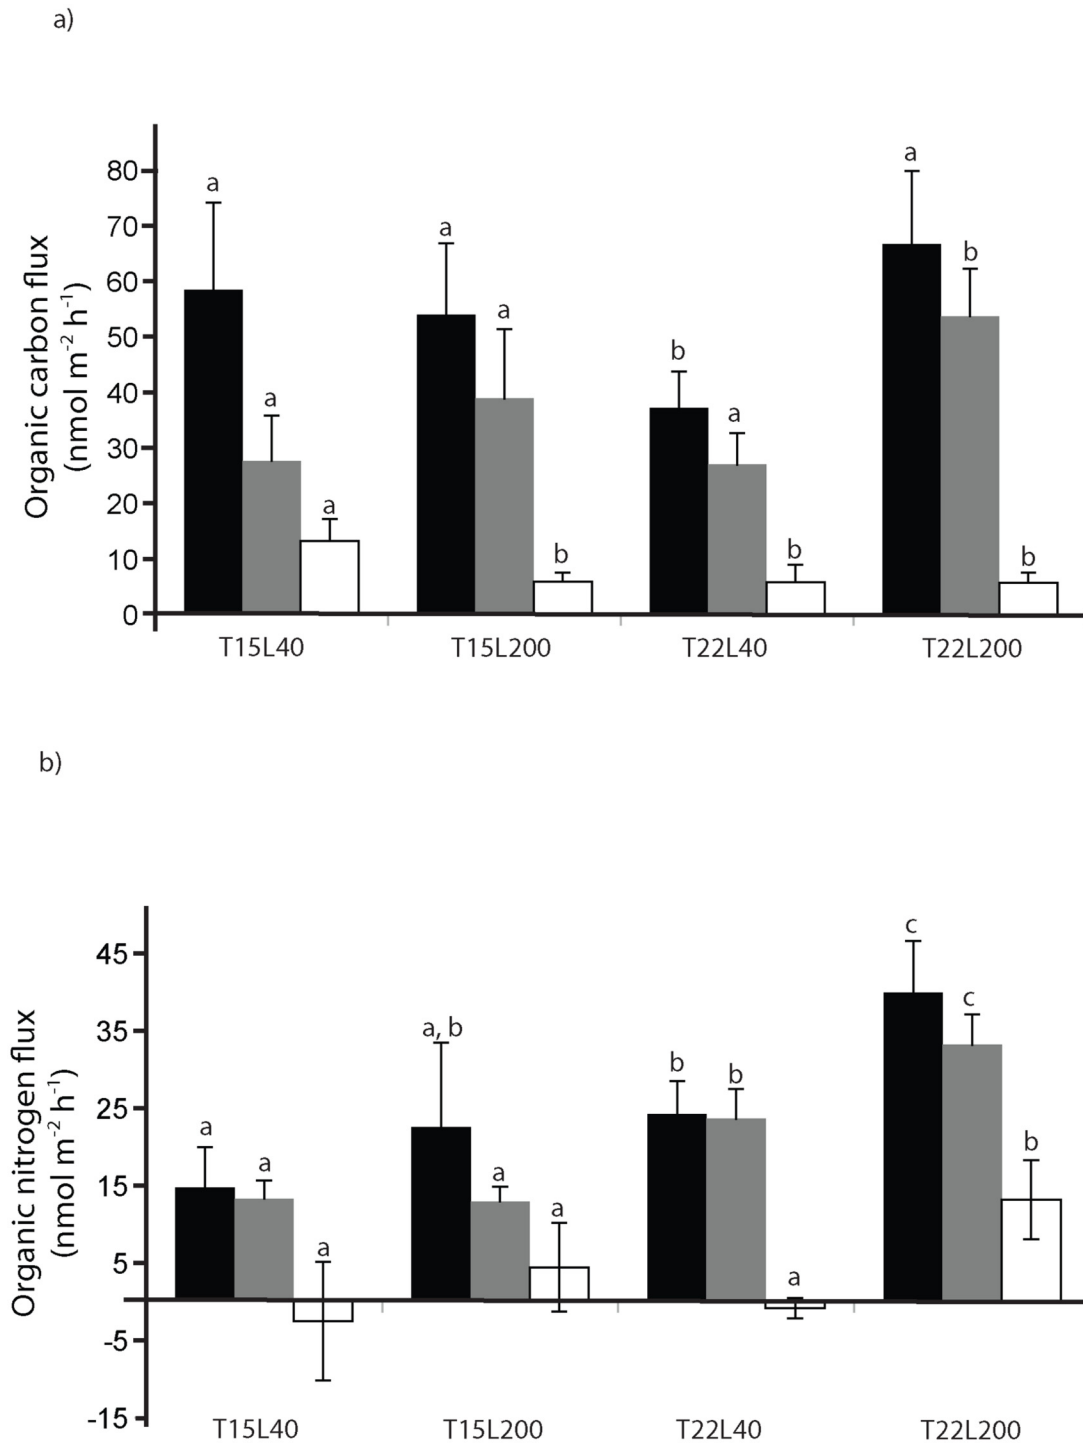 a)
Organic carbon flux
(nmol m⁻² h⁻¹)
80
70
60
50
40
30
20
10
0
a
a
a
a
a
b
b
a
b
a
b
b
T15L40 T15L200 T22L40 T22L200
b)
Organic nitrogen flux
(nmol m⁻² h⁻¹)
45
35
25
15
5
-5
-15
a
a
a
a, b
a
a
b
b
a
c
c
b
T15L40 T15L200 T22L40 T22L200